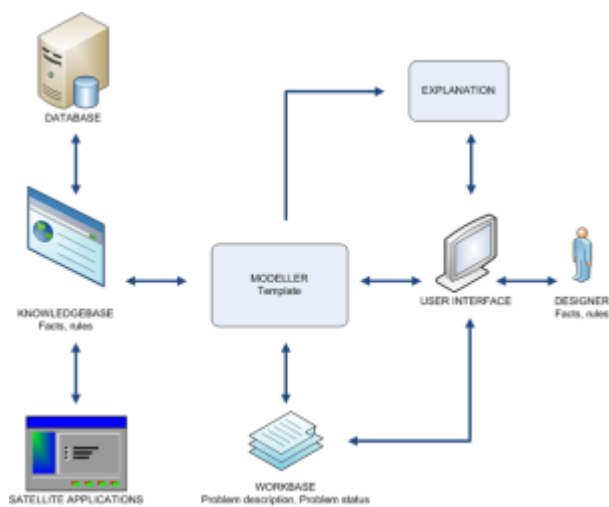 DATABASE
EXPLANATION
MODELLER
Template
KNOWLEDGEBASE
Facts, rules
USER INTERFACE
DESIGNER
Facts, rules
SATELLITE APPLICATIONS
WORKBASE
Problem description, Problem status